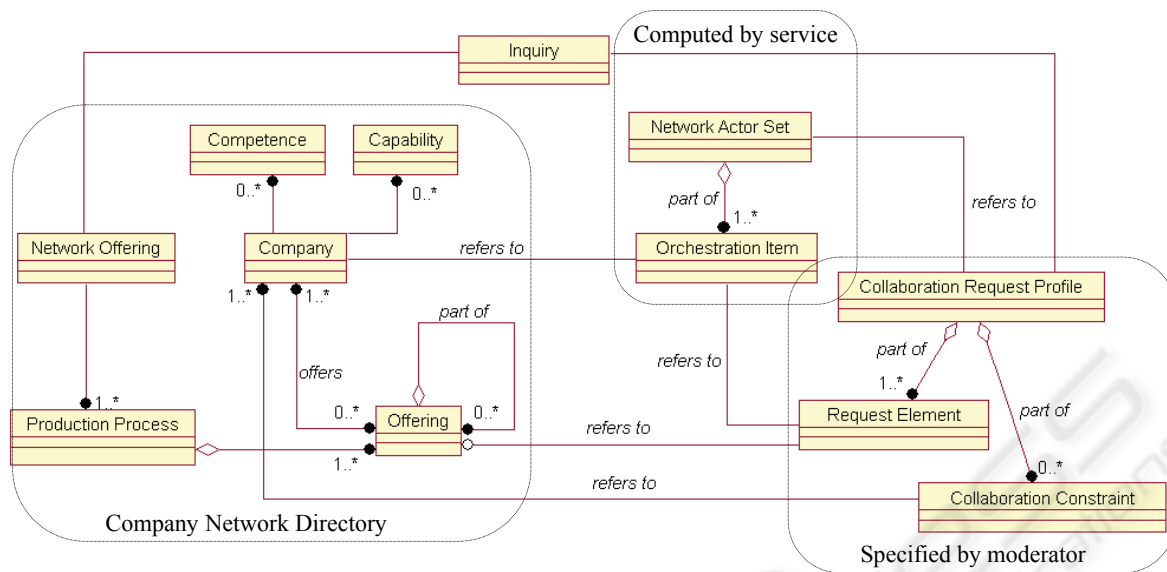 Computed by service
Inquiry
Network Actor Set
Competence
Capability
0..*
0..*
part of
1..*
refers to
Network Offering
Company
refers to
Orchestration Item
1..*
1..*
Collaboration Request Profile
part of
part of
offers
refers to
1..*
1..*
0..*
0..*
Production Process
Offering
Request Element
part of
refers to
1..*
0..*
refers to
Collaboration Constraint
Company Network Directory
Specified by moderator